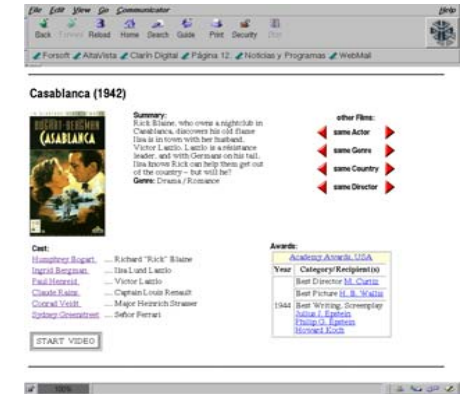 File Edit View Go Communicator Help
Back Forward Reload Home Search Guide Print Security Stop
Forsoft AltaVista Clarín Digital Página 12. Noticias y Programas WebMail
Casablanca (1942)
BOGART BERGMAN
CASABLANCA
Summary:
Rick Blaine, who owns a nightclub in
Casablanca, discovers his old flame
Ilsa is in town with her husband,
Victor Laszlo. Laszlo is a resistance
leader, and with Germans on his tail.
Ilsa knows Rick can help them get out
of the country – but will he?
Genre: Drama / Romance
other Films:
same Actor
same Genre
same Country
same Director
Cast:
Humphrey Bogart .... Richard "Rick" Blaine
Ingrid Bergman .... Ilsa Lund Laszlo
Paul Henreid .... Victor Laszlo
Claude Rains .... Captain Louis Renault
Conrad Veidt .... Major Heinrich Strasser
Sydney Greenstreet .... Señor Ferrari
START VIDEO
Awards:
Academy Awards, USA
Year Category/Recipient(s)
Best Director M. Curtiz
Best Picture H. B. Wallis
1944 Best Writing, Screenplay
Julius J. Epstein
Philip G. Epstein
Howard Koch
100%